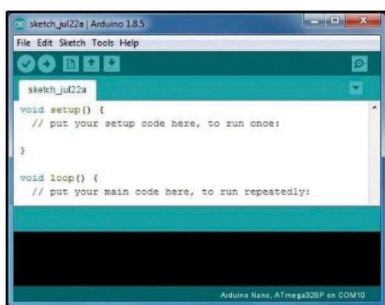 sketch_jul22a | Arduino 1.8.5
File Edit Sketch Tools Help
sketch_jul22a
void setup() {
// put your setup code here, to run once:
}
void loop() {
// put your main code here, to run repeatedly:
Arduino Nano, ATmega328P on COM10